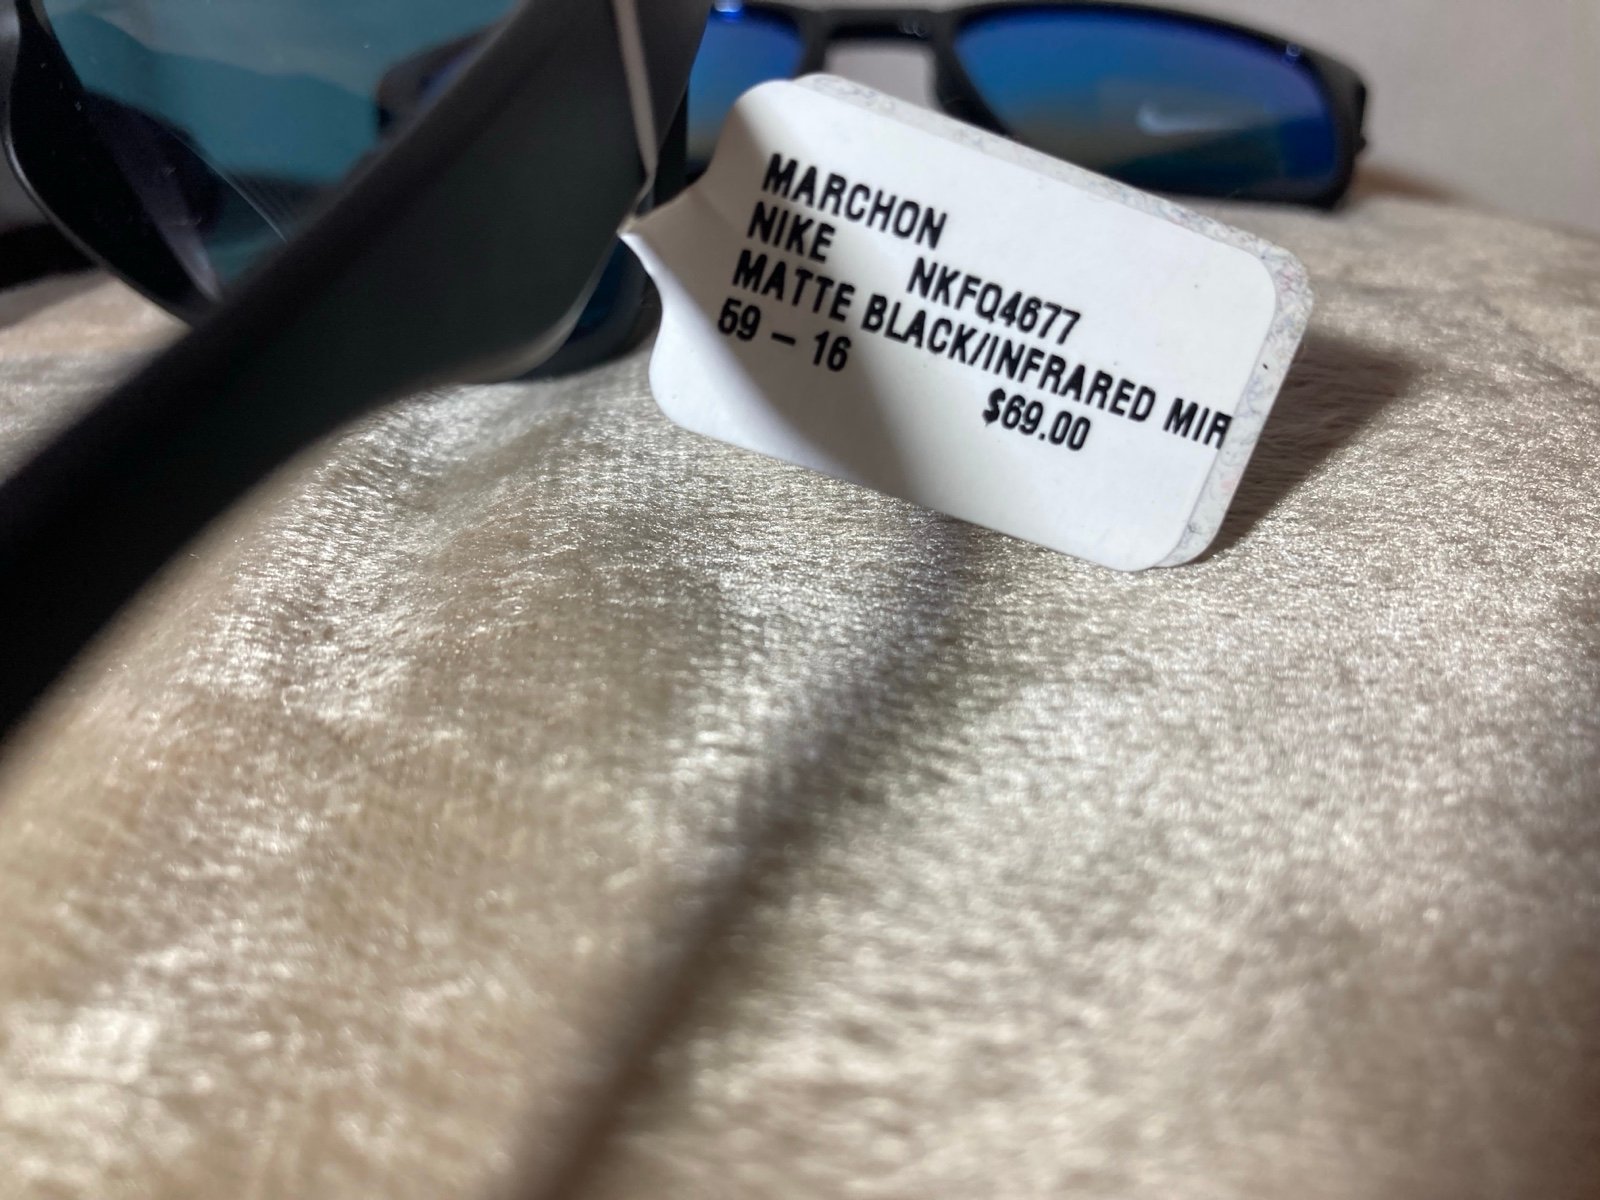 MARCHON
NIKE NKFQ4677
MATTE BLACK/INFRARED MIR
59 - 16
$69.00